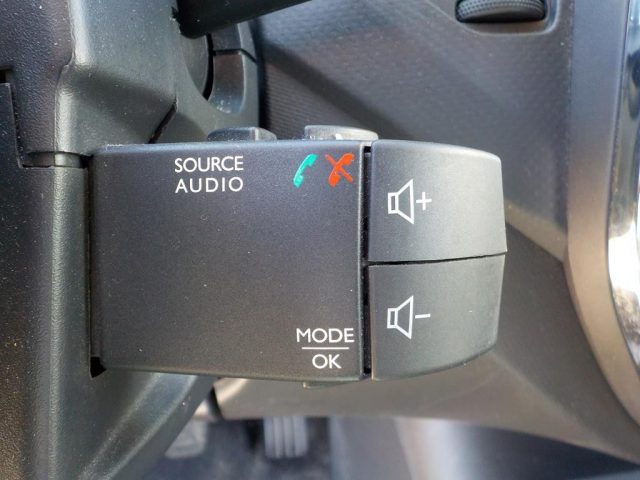 SOURCE
AUDIO
+
-
MODE
OK